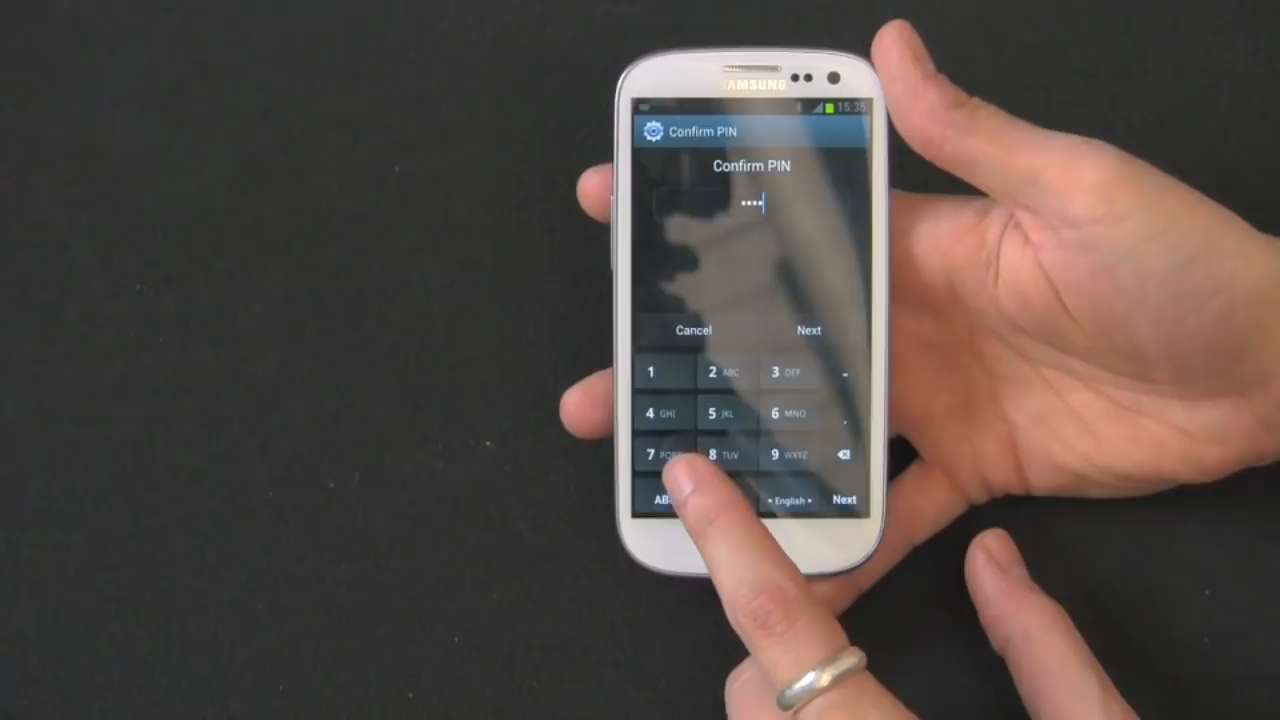 SAMSUNG
15:35
Confirm PIN
Confirm PIN
••••
Cancel Next
1 2 ABC 3 DEF -
4 GHI 5 JKL 6 MNO .
7 PQRS 8 TUV 9 WXYZ
English Next